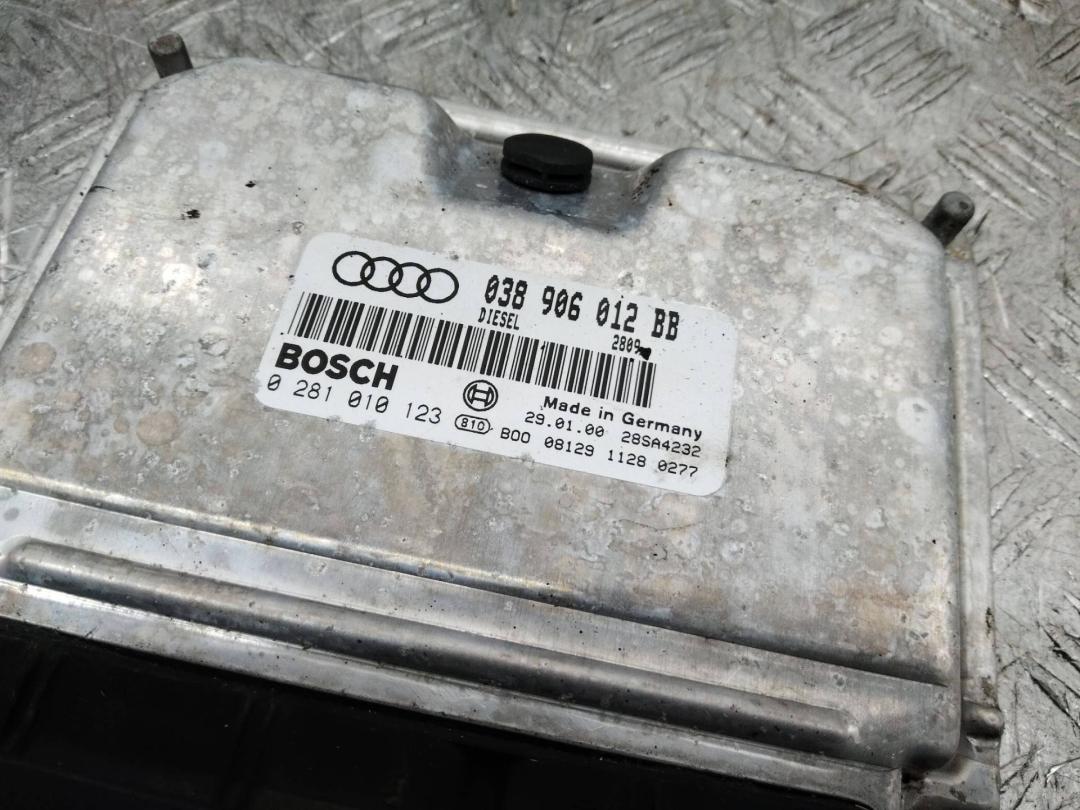 038 906 012 BB
DIESEL 2809
BOSCH
Made in Germany
0 281 010 123 29.01.00 28SA4232
810 B00 08129 1128 0277